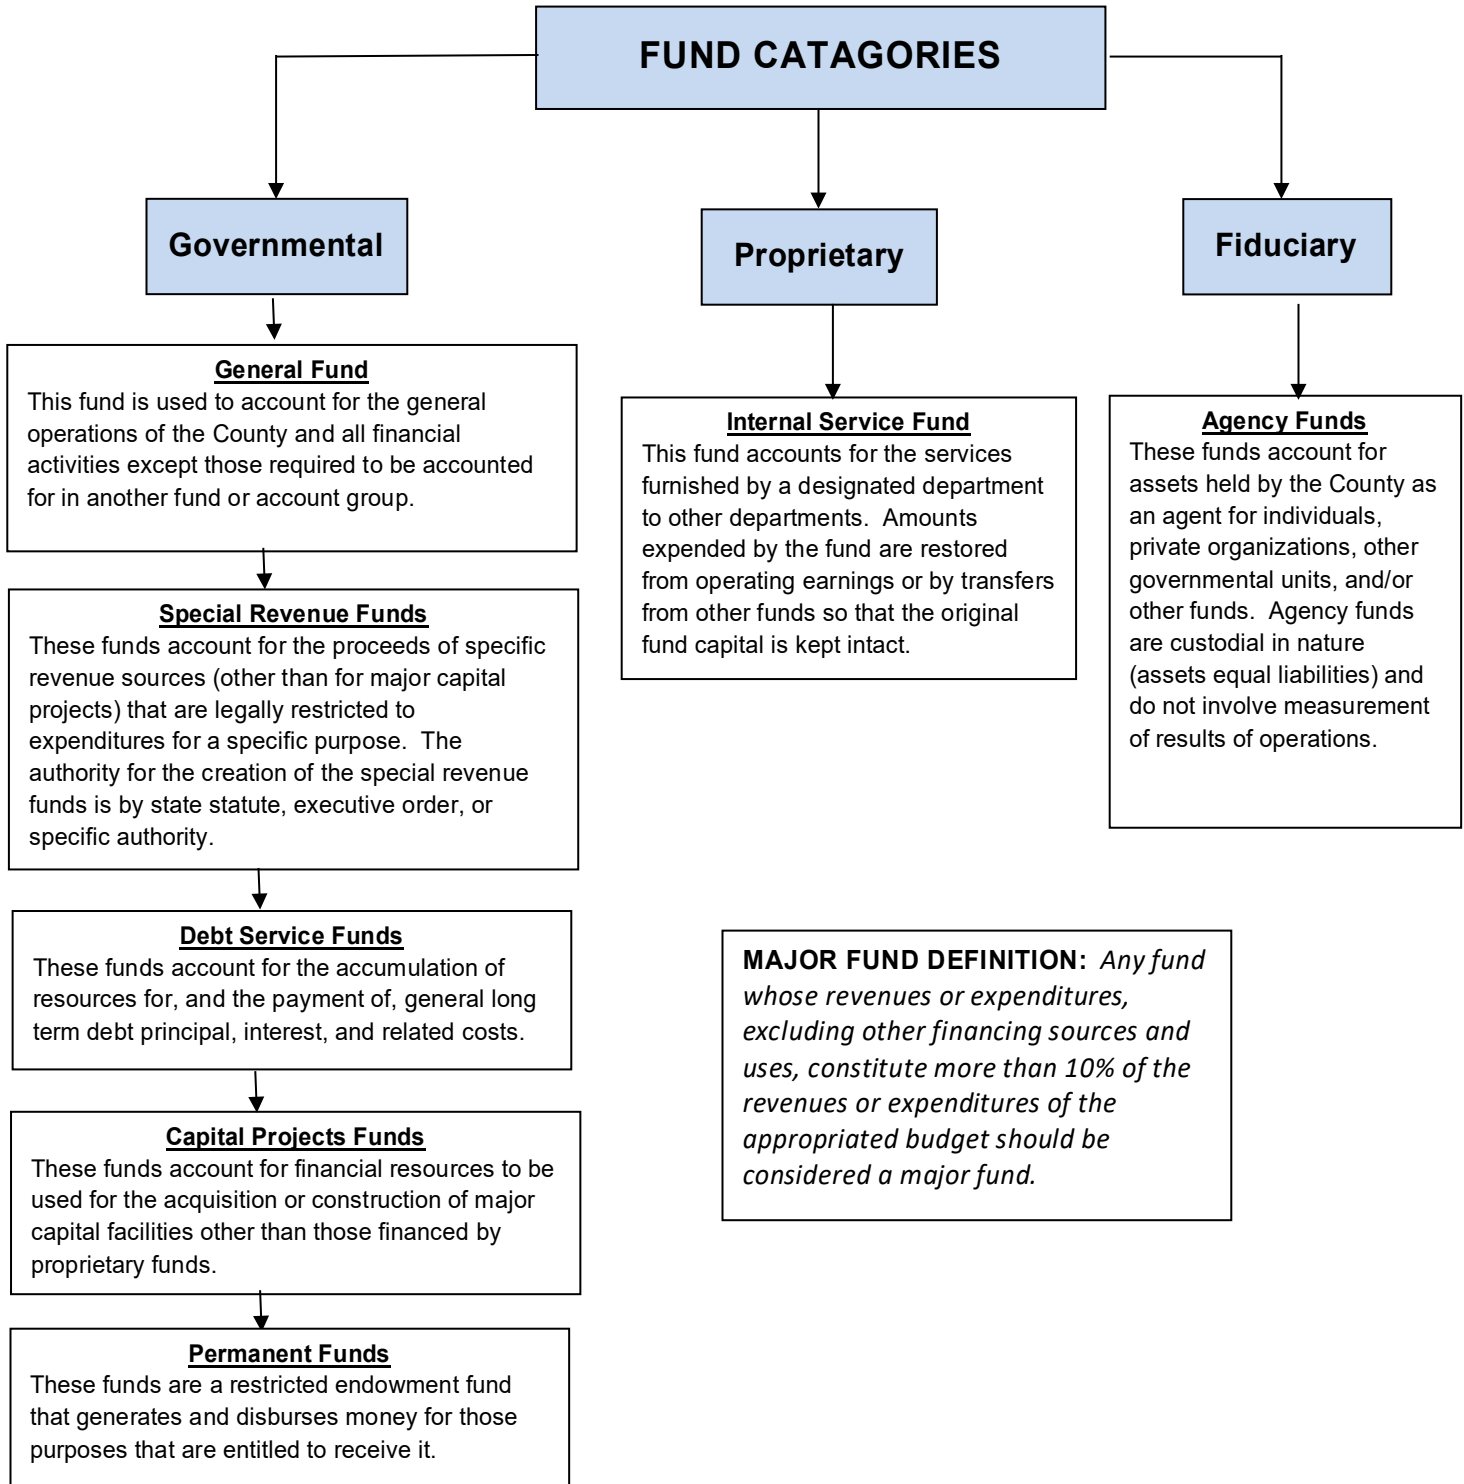 FUND CATAGORIES
Governmental
Proprietary
Fiduciary
General Fund
This fund is used to account for the general
operations of the County and all financial
activities except those required to be accounted
for in another fund or account group.
Special Revenue Funds
These funds account for the proceeds of specific
revenue sources (other than for major capital
projects) that are legally restricted to
expenditures for a specific purpose.  The
authority for the creation of the special revenue
funds is by state statute, executive order, or
specific authority.
Debt Service Funds
These funds account for the accumulation of
resources for, and the payment of, general long
term debt principal, interest, and related costs.
Capital Projects Funds
These funds account for financial resources to be
used for the acquisition or construction of major
capital facilities other than those financed by
proprietary funds.
Permanent Funds
These funds are a restricted endowment fund
that generates and disburses money for those
purposes that are entitled to receive it.
Internal Service Fund
This fund accounts for the services
furnished by a designated department
to other departments.  Amounts
expended by the fund are restored
from operating earnings or by transfers
from other funds so that the original
fund capital is kept intact.
Agency Funds
These funds account for
assets held by the County as
an agent for individuals,
private organizations, other
governmental units, and/or
other funds.  Agency funds
are custodial in nature
(assets equal liabilities) and
do not involve measurement
of results of operations.
MAJOR FUND DEFINITION:  Any fund
whose revenues or expenditures,
excluding other financing sources and
uses, constitute more than 10% of the
revenues or expenditures of the
appropriated budget should be
considered a major fund.